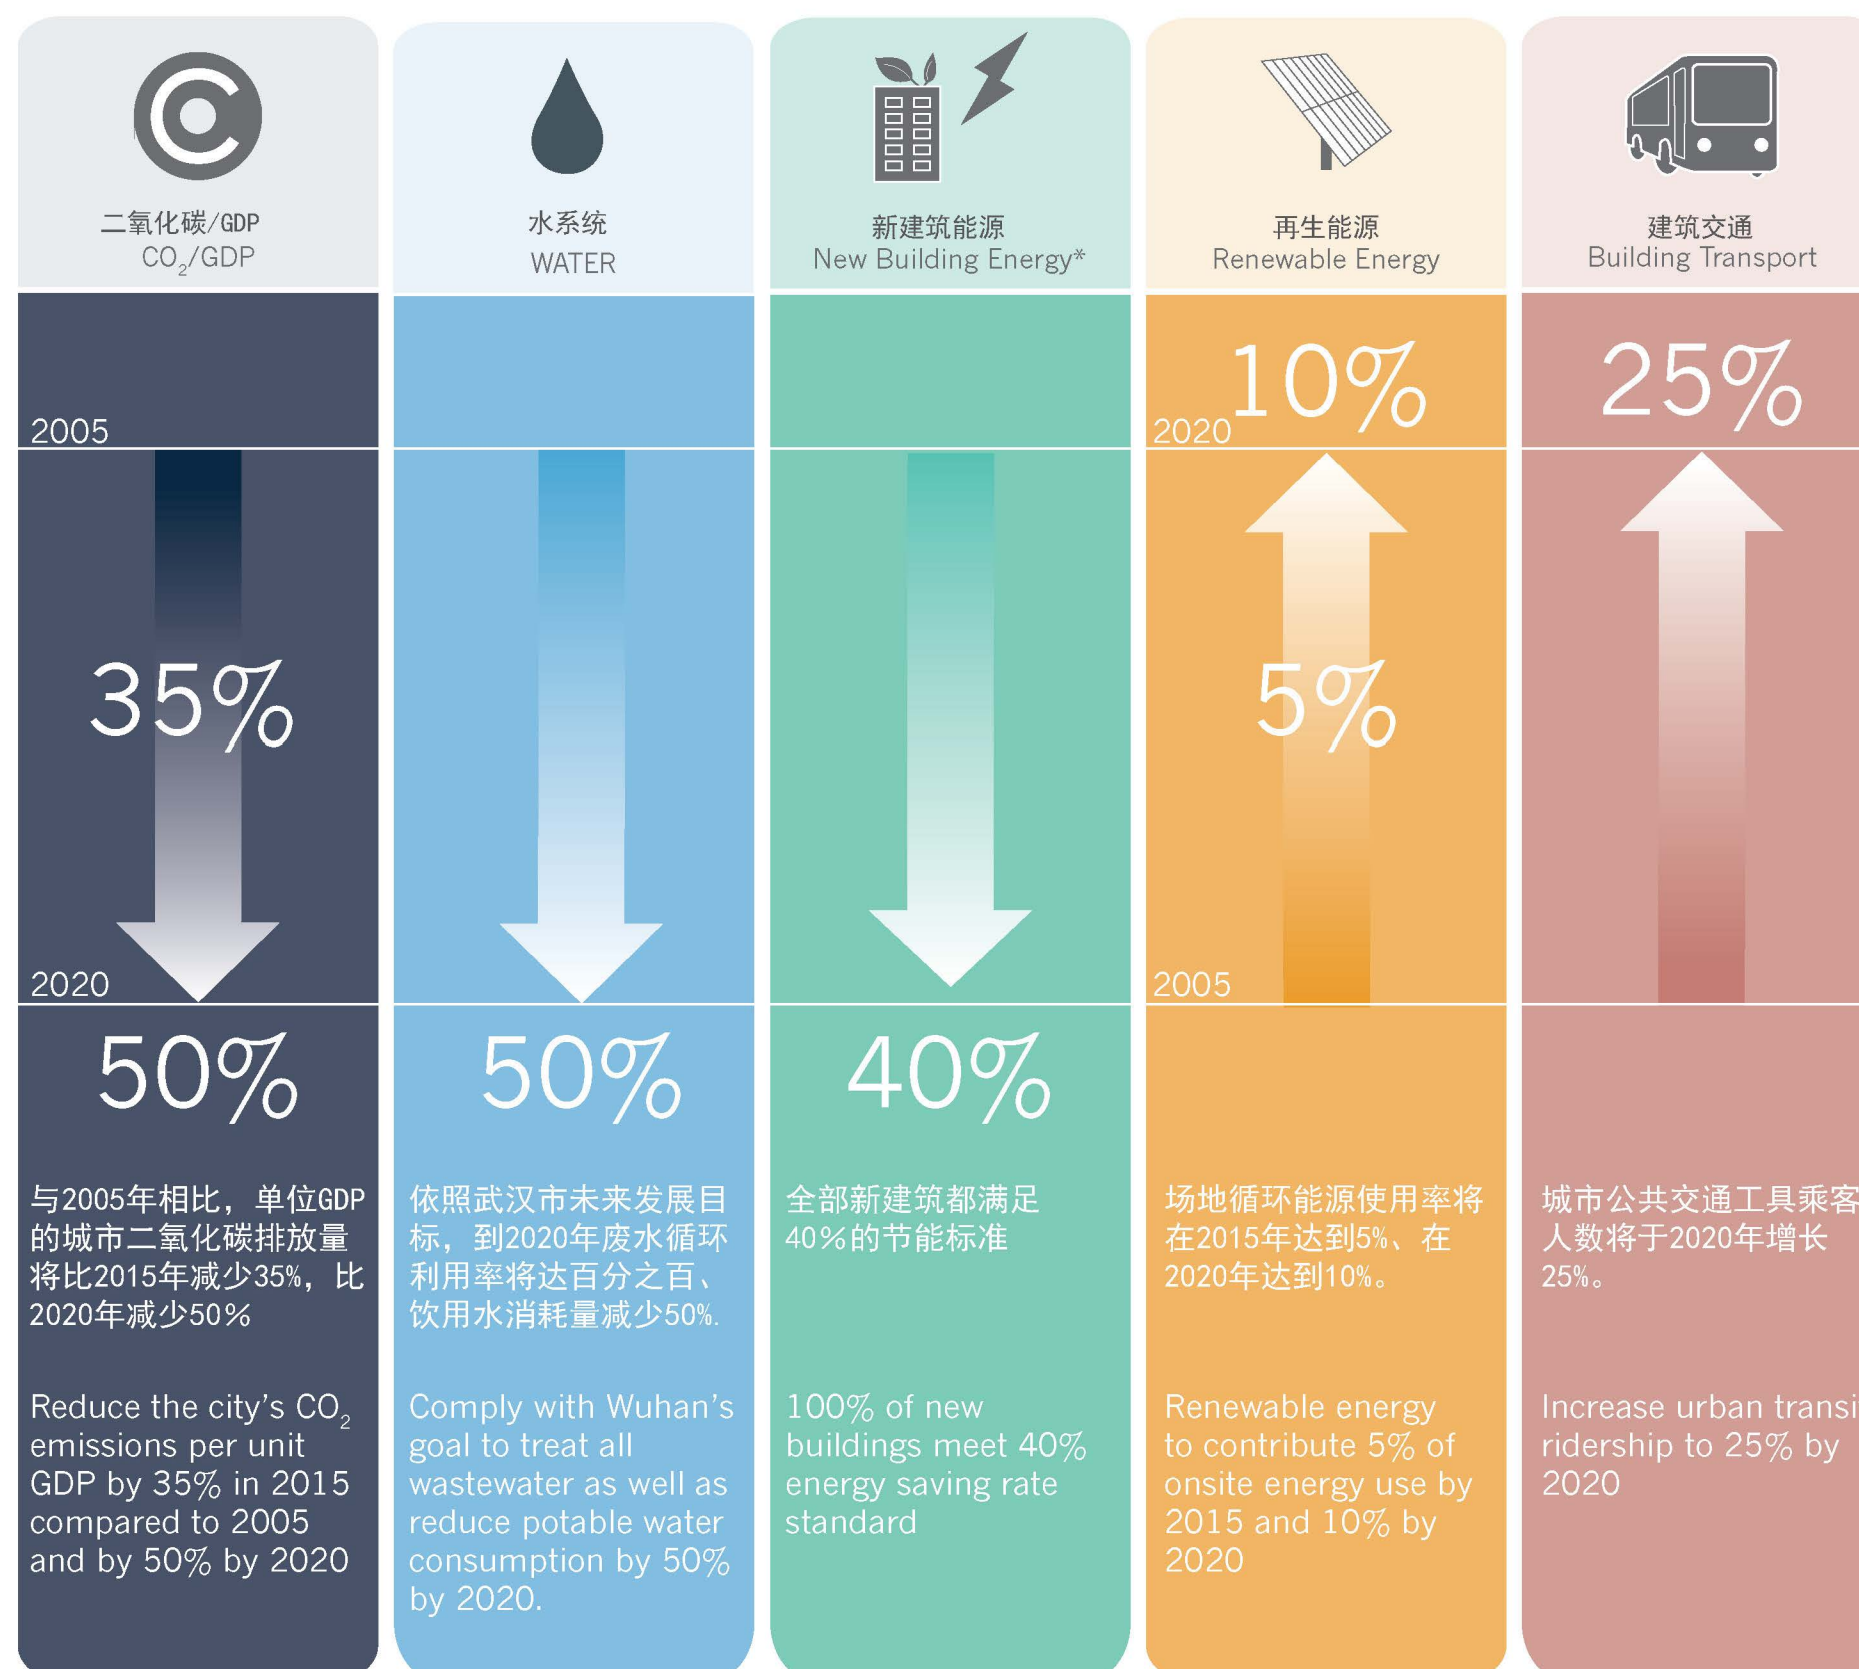 二氧化碳/GDP
CO₂/GDP
2005
35%
2020
50%
与2005年相比，单位GDP
的城市二氧化碳排放量
将比2015年减少35%，比
2020年减少50%
Reduce the city's CO₂
emissions per unit
GDP by 35% in 2015
compared to 2005
and by 50% by 2020
水系统
WATER
50%
依照武汉市未来发展目
标，到2020年废水循环
利用率将达百分之百、
饮用水消耗量减少50%.
Comply with Wuhan's
goal to treat all
wastewater as well as
reduce potable water
consumption by 50%
by 2020.
新建筑能源
New Building Energy*
40%
全部新建筑都满足
40%的节能标准
100% of new
buildings meet 40%
energy saving rate
standard
再生能源
Renewable Energy
10%
2020
5%
2005
场地循环能源使用率将
在2015年达到5%、在
2020年达到10%。
Renewable energy
to contribute 5% of
onsite energy use by
2015 and 10% by
2020
建筑交通
Building Transport
25%
城市公共交通工具乘客
人数将于2020年增长
25%。
Increase urban transi
ridership to 25% by
2020